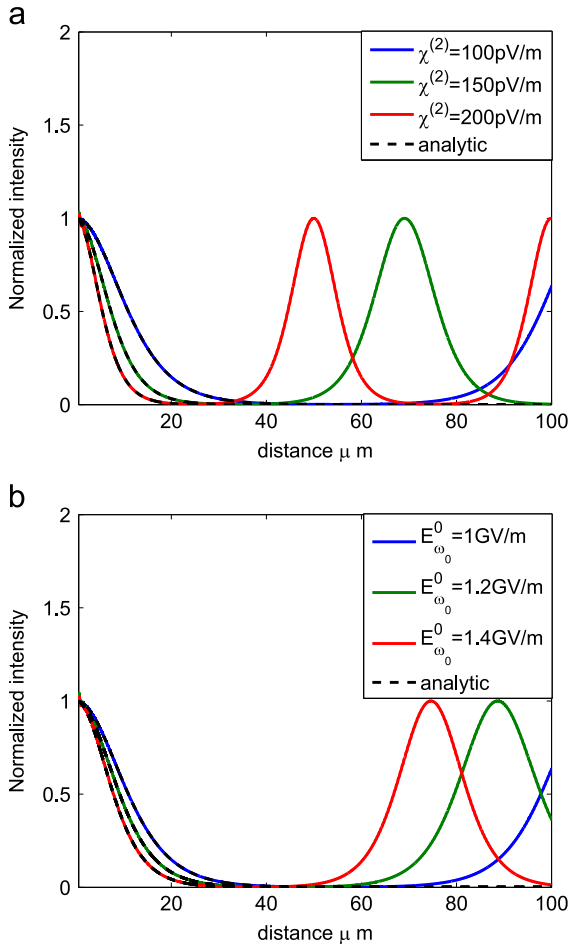 a
2
1.5
1
0.5
0
20
40
60
80
100
Normalized intensity
distance μ m
χ(2)=100pV/m
χ(2)=150pV/m
χ(2)=200pV/m
analytic
b
2
1.5
1
0.5
0
20
40
60
80
100
Normalized intensity
distance μ m
E0ω0=1GV/m
E0ω0=1.2GV/m
E0ω0=1.4GV/m
analytic